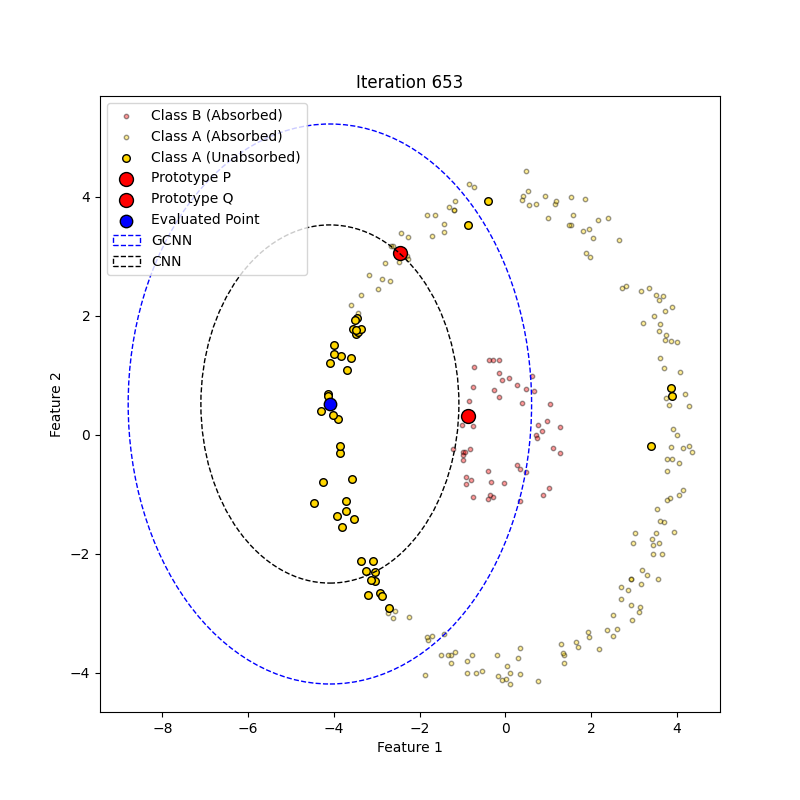 Iteration 653
Class B (Absorbed)
Class A (Absorbed)
Class A (Unabsorbed)
Prototype P
Prototype Q
Evaluated Point
GCNN
CNN
4
2
0
−2
−4
Feature 2
−8
−6
−4
−2
0
2
4
Feature 1